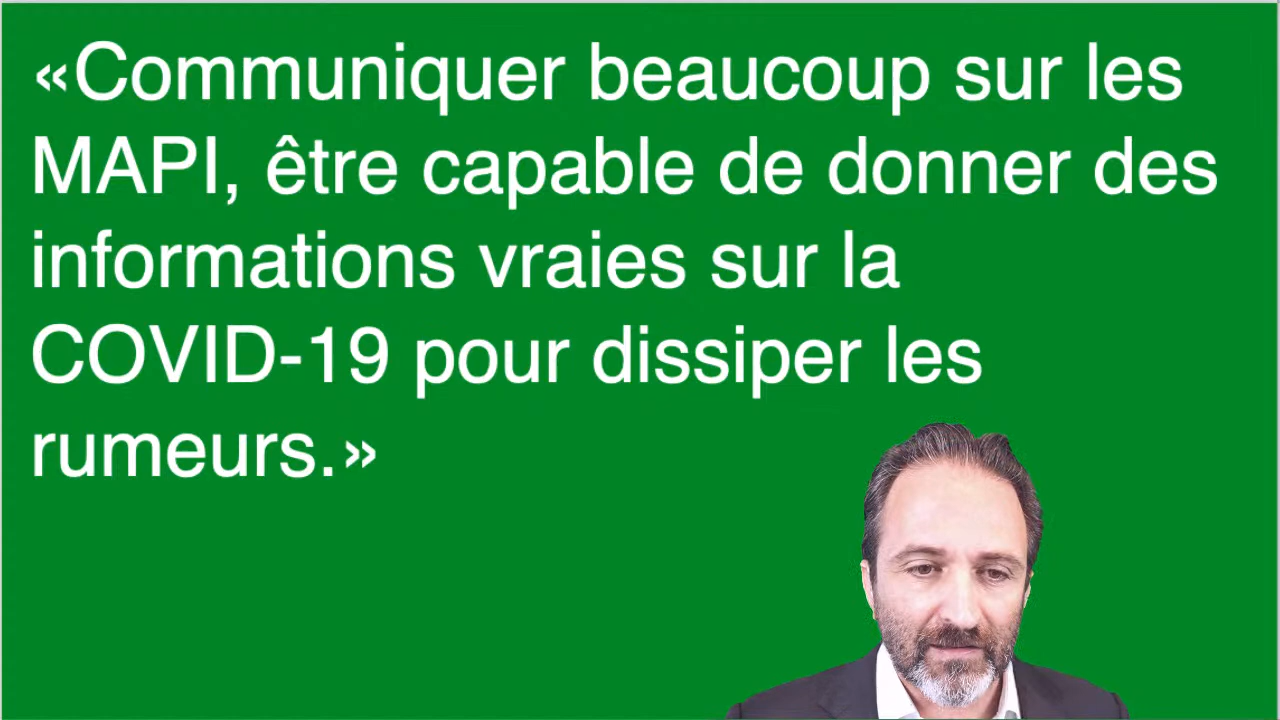 «Communiquer beaucoup sur les
MAPI, être capable de donner des
informations vraies sur la
COVID-19 pour dissiper les
rumeurs.»